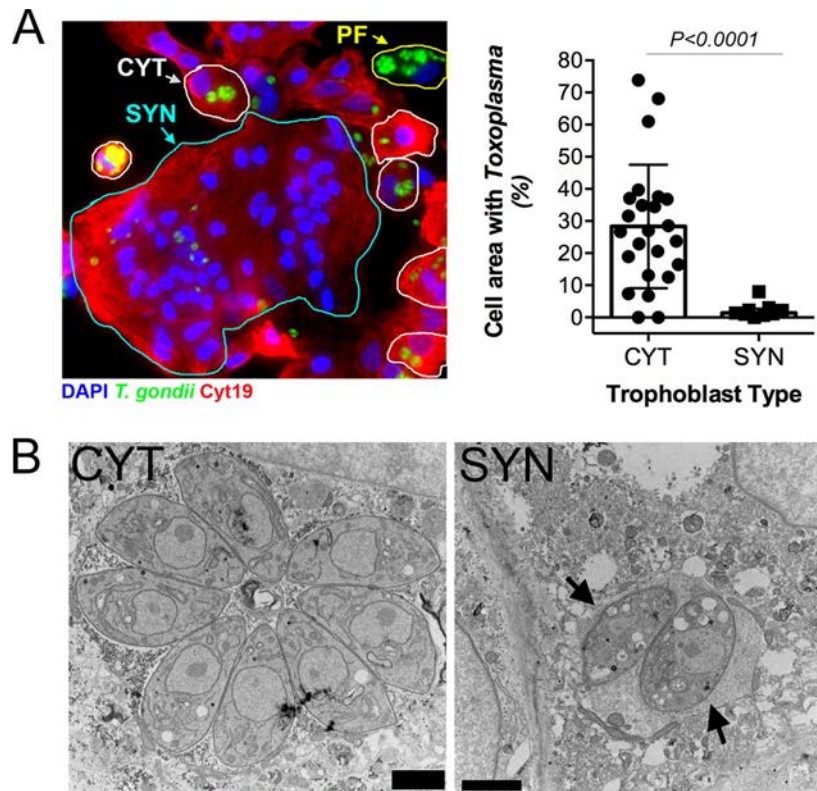 A
CYT
PF
SYN
DAPI T. gondii Cyt19
P<0.0001
Cell area with Toxoplasma
(%)
80
70
60
50
40
30
20
10
0
CYT SYN
Trophoblast Type
B
CYT
SYN